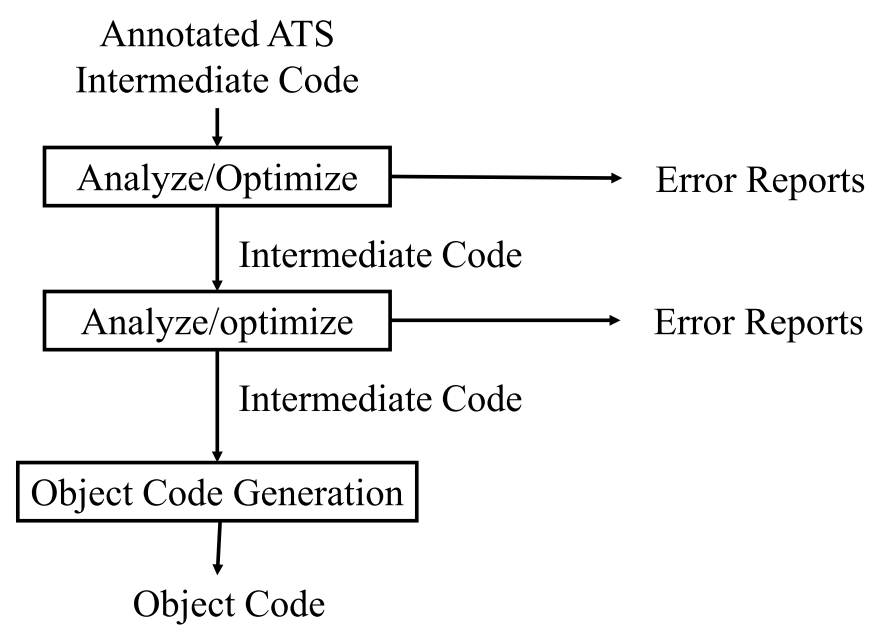 Annotated ATS
Intermediate Code
Analyze/Optimize
Error Reports
Intermediate Code
Analyze/optimize
Error Reports
Intermediate Code
Object Code Generation
Object Code